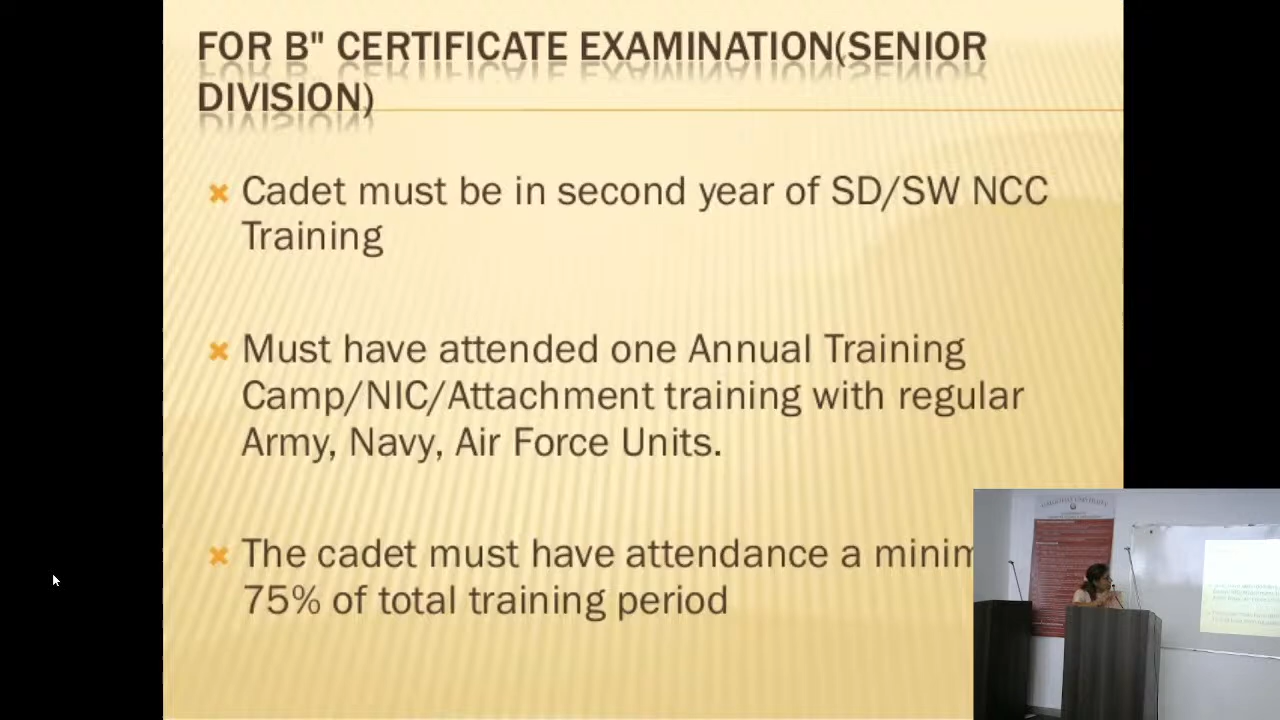 FOR B" CERTIFICATE EXAMINATION(SENIOR
DIVISION)
Cadet must be in second year of SD/SW NCC
Training
Must have attended one Annual Training
Camp/NIC/Attachment training with regular
Army, Navy, Air Force Units.
The cadet must have attendance a minim
75% of total training period